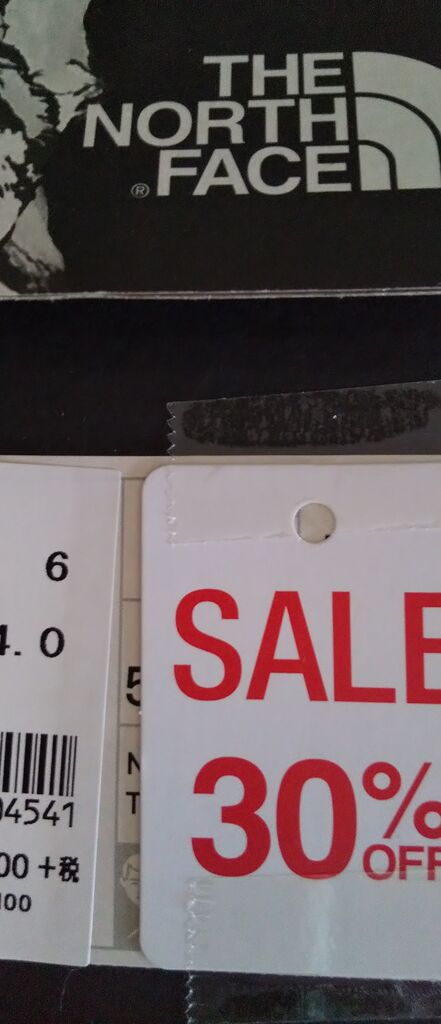 THE
NORTH
FACE
®
6
4.0
04541
00 +税
100
5
N
T
SALE
30%
OFF